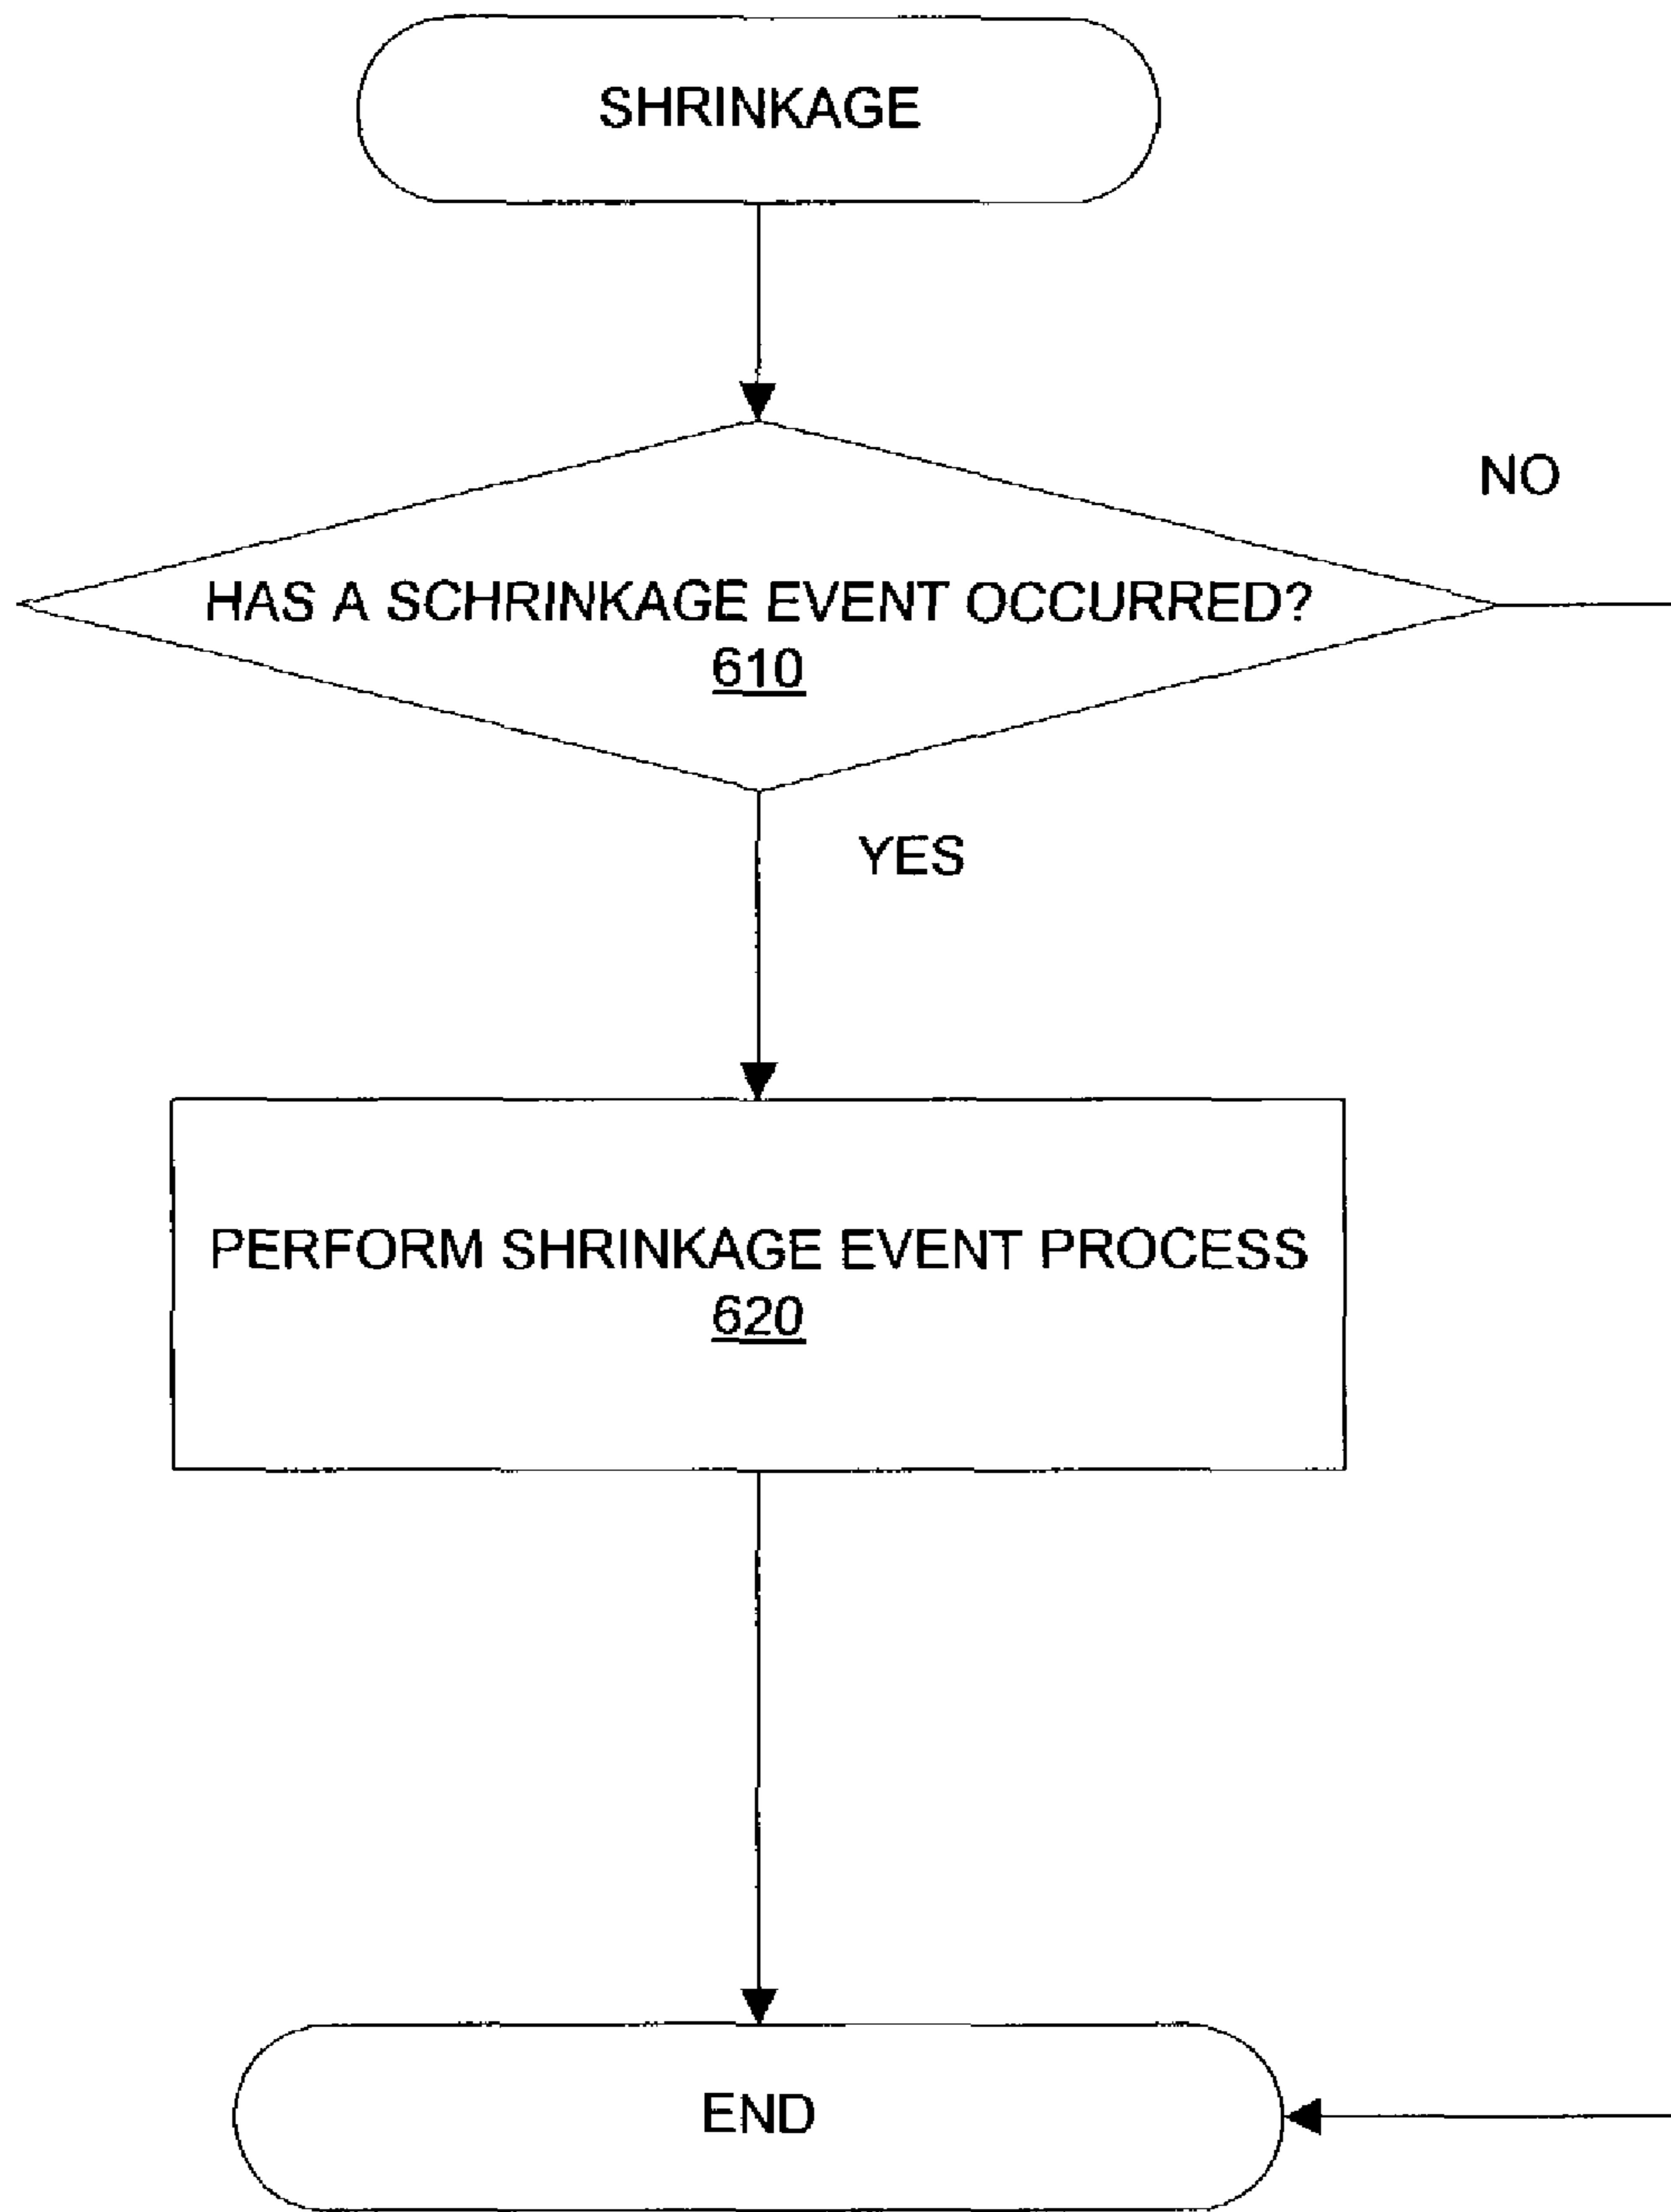 SHRINKAGE
NO
HAS A SCHRINKAGE EVENT OCCURRED?
610
YES
PERFORM SHRINKAGE EVENT PROCESS
620
END